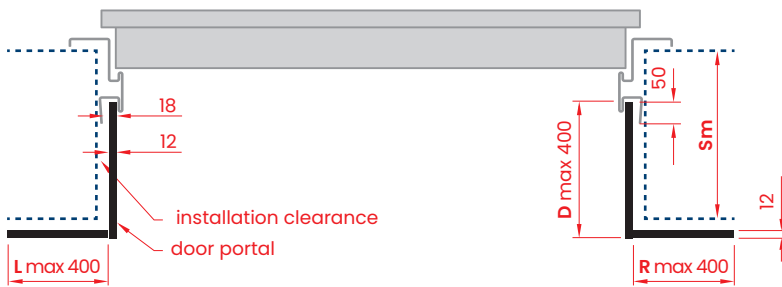 50
18
12
D max 400
Sm
12
installation clearance
door portal
L max 400
R max 400